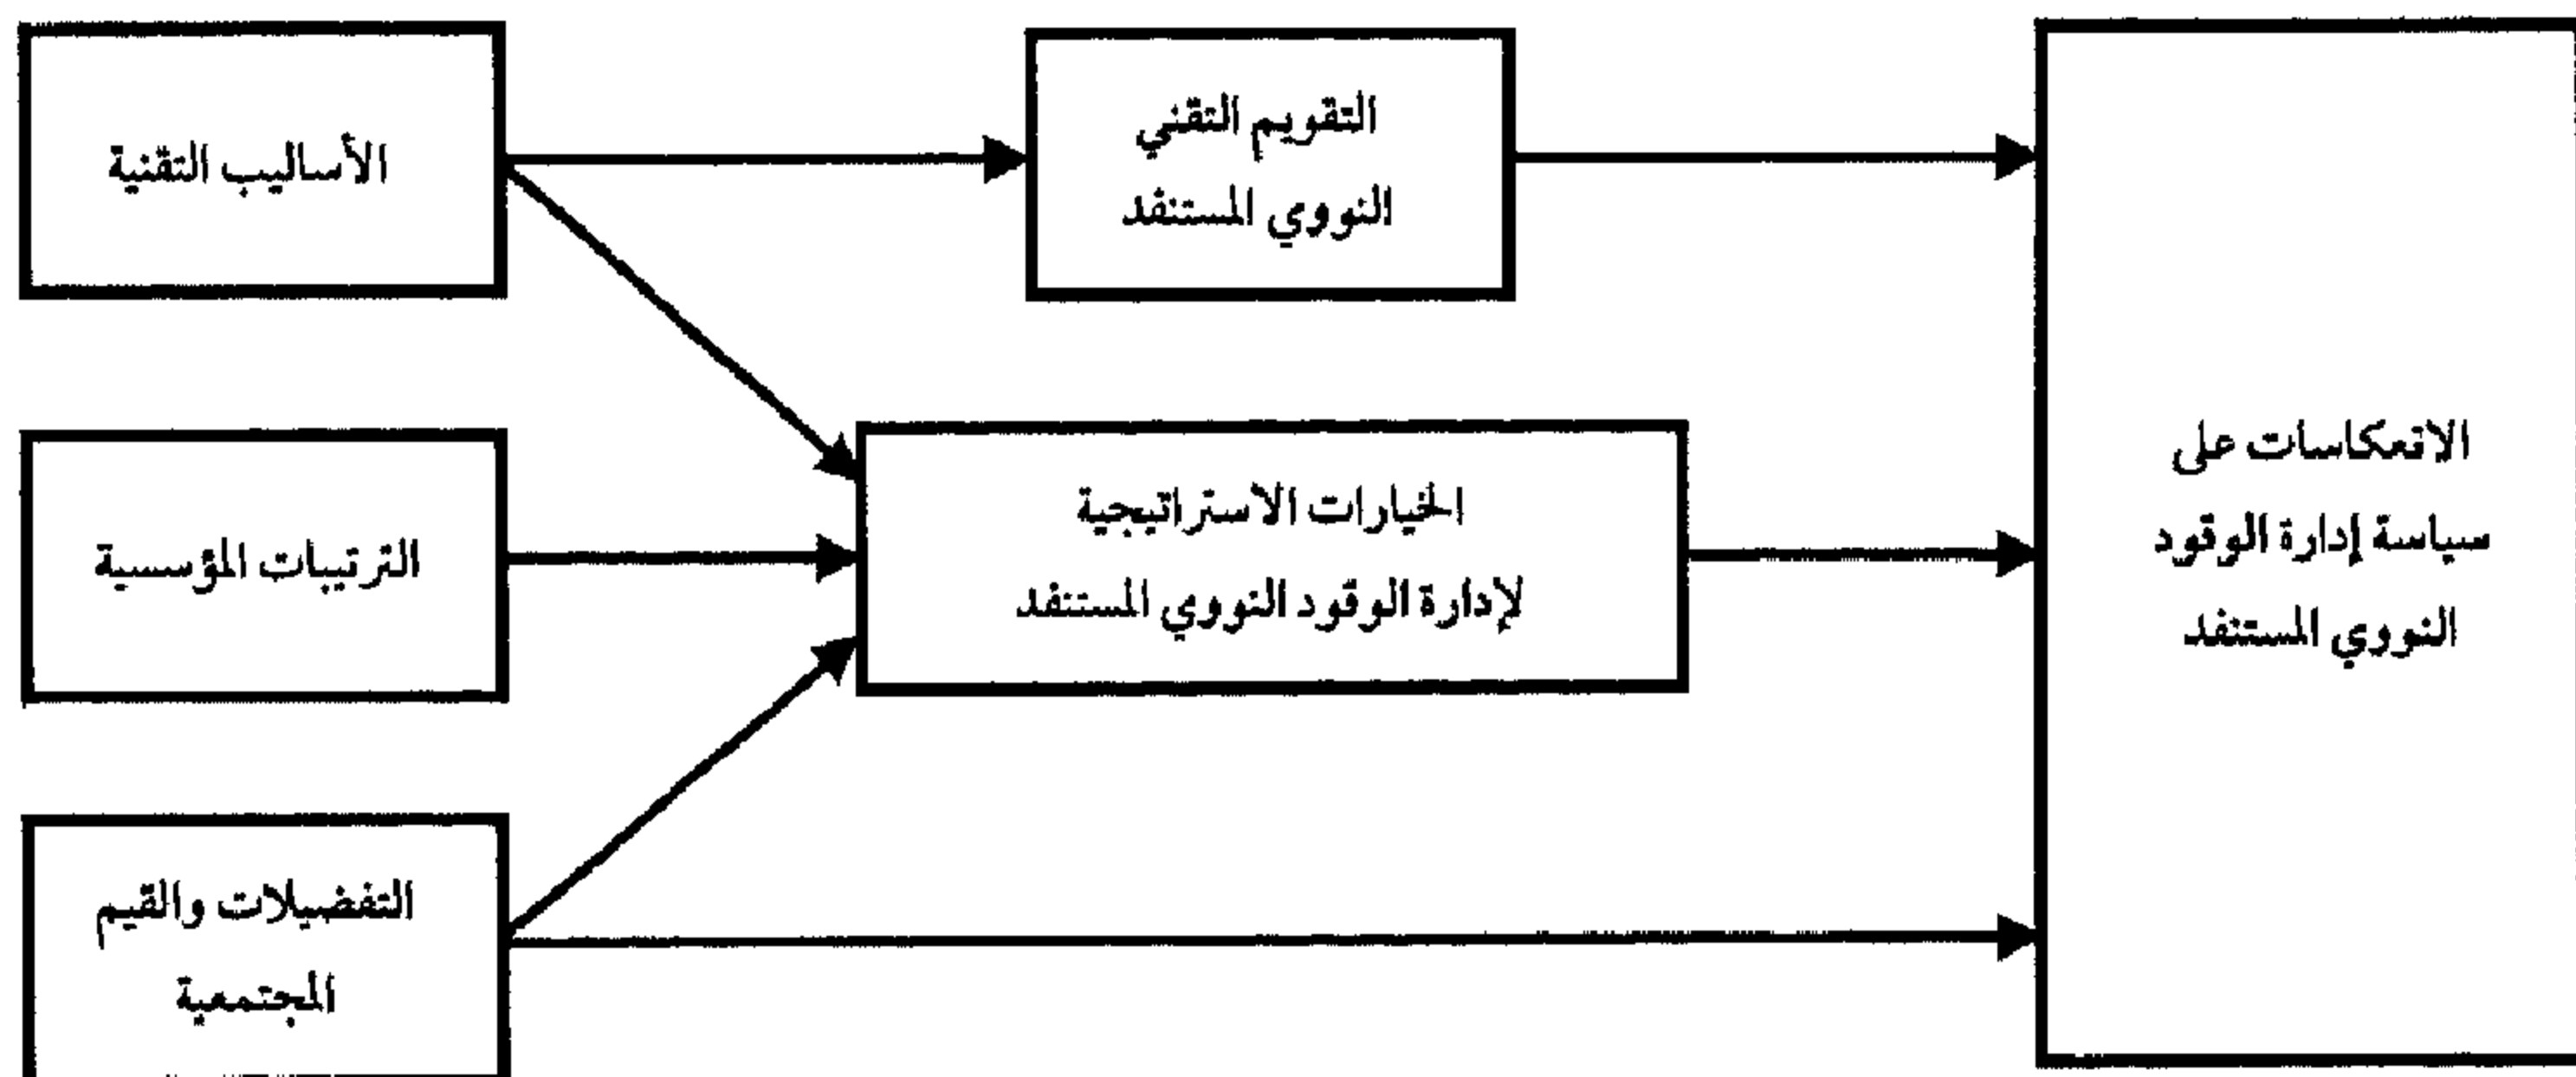 الأساليب التقنية
التقويم التقني
النووي المستنفد
الترتيبات المؤسسية
الخيارات الاستراتيجية
لإدارة الوقود النووي المستنفد
التفضيلات والقيم
المجتمعية
الانعكاسات على
سياسة إدارة الوقود
النووي المستنفد